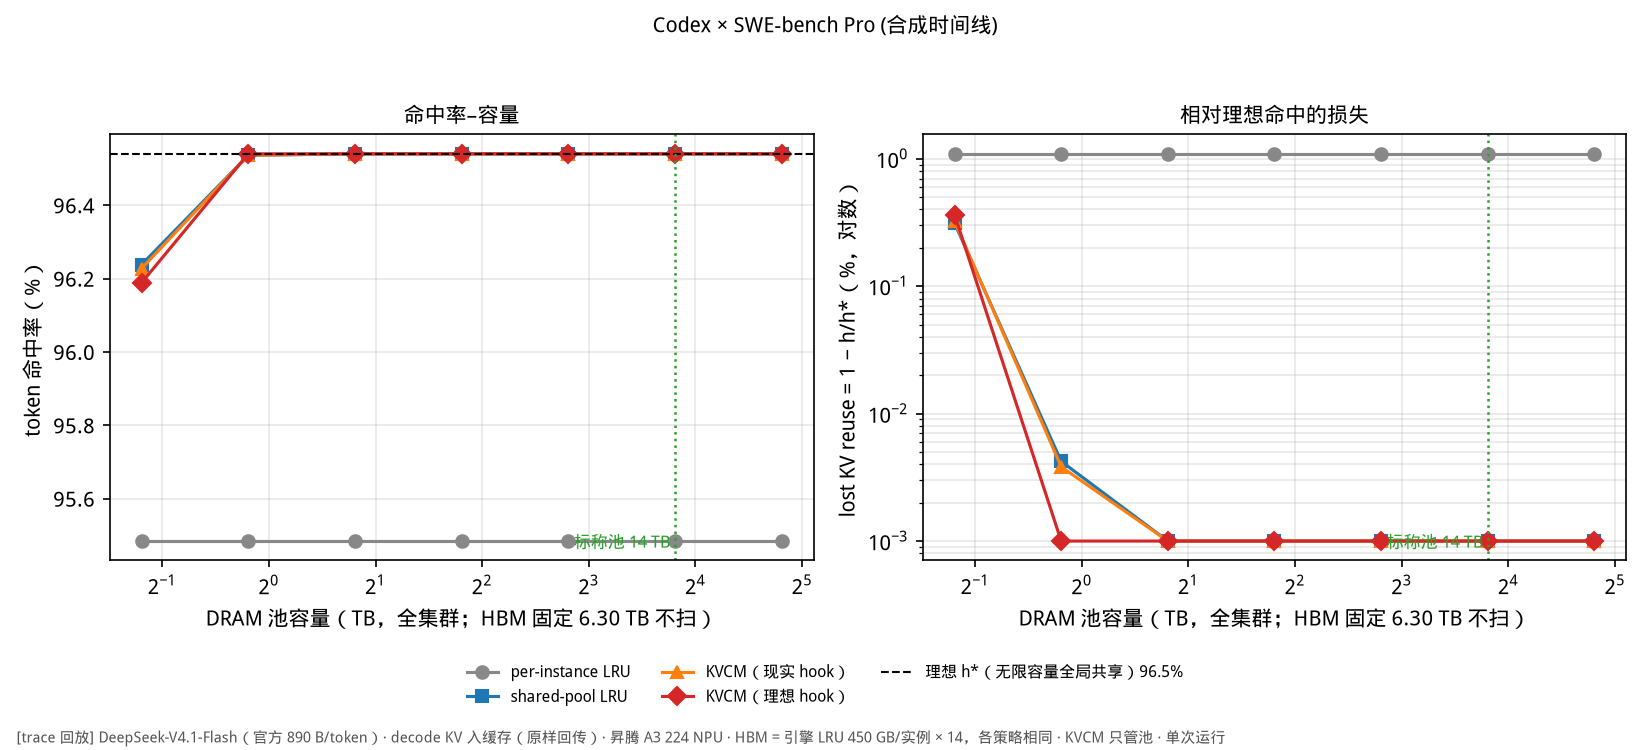 Codex × SWE-bench Pro (合成时间线)
命中率–容量
token 命中率（%）
96.4
96.2
96.0
95.8
95.6
标称池 14 TB
2⁻¹ 2⁰ 2¹ 2² 2³ 2⁴ 2⁵
DRAM 池容量（TB，全集群；HBM 固定 6.30 TB 不扫）
相对理想命中的损失
lost KV reuse = 1 − h/h*（%，对数）
10⁰
10⁻¹
10⁻²
10⁻³
标称池 14 TB
2⁻¹ 2⁰ 2¹ 2² 2³ 2⁴ 2⁵
DRAM 池容量（TB，全集群；HBM 固定 6.30 TB 不扫）
per-instance LRU
shared-pool LRU
KVCM（现实 hook）
KVCM（理想 hook）
理想 h*（无限容量全局共享）96.5%
[trace 回放] DeepSeek-V4.1-Flash（官方 890 B/token）· decode KV 入缓存（原样回传）· 昇腾 A3 224 NPU · HBM = 引擎 LRU 450 GB/实例 × 14，各策略相同 · KVCM 只管池 · 单次运行